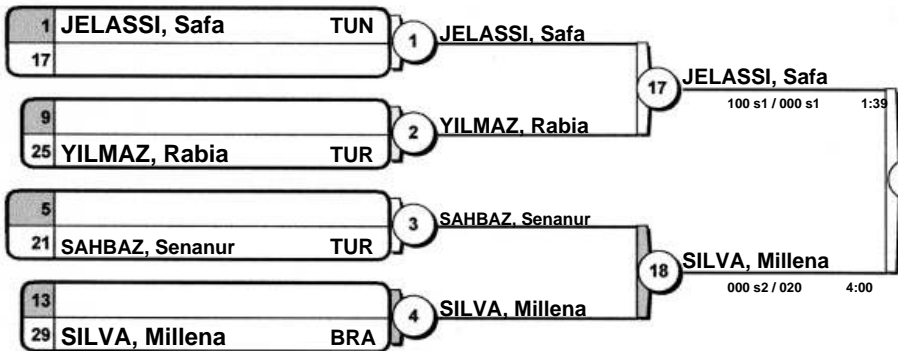 1 JELASSI, Safa TUN
17
1 JELASSI, Safa
9
25 YILMAZ, Rabia TUR
2 YILMAZ, Rabia
17 JELASSI, Safa
100 s1 / 000 s1 1:39
5
21 SAHBAZ, Senanur TUR
3 SAHBAZ, Senanur
13
29 SILVA, Millena BRA
4 SILVA, Millena
18 SILVA, Millena
000 s2 / 020 4:00